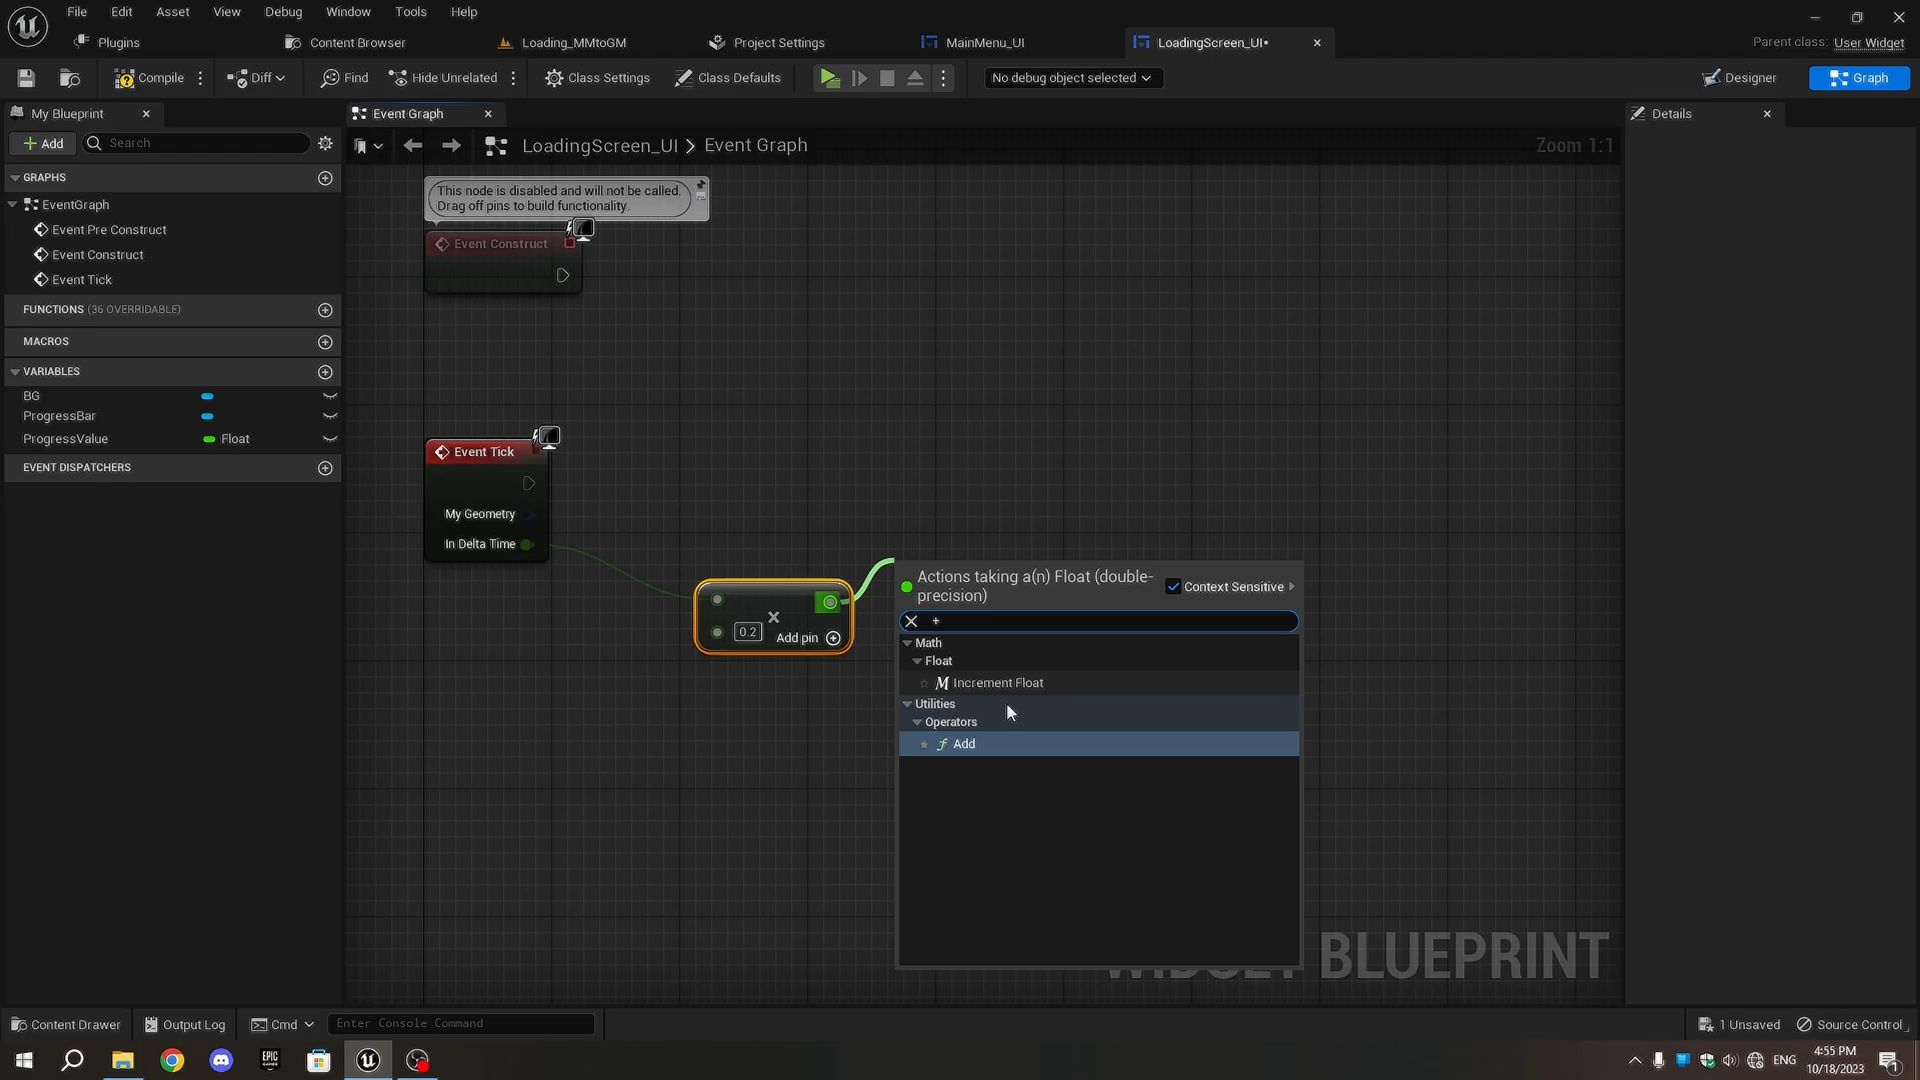 File Edit Asset View Debug Window Tools Help
Plugins Content Browser Loading_MMtoGM Project Settings MainMenu_UI LoadingScreen_UI•
Parent class: User Widget
Compile Diff Find Hide Unrelated Class Settings Class Defaults No debug object selected Designer Graph
My Blueprint
Event Graph
Details
Add Search
LoadingScreen_UI > Event Graph
Zoom 1:1
GRAPHS
EventGraph
Event Pre Construct
Event Construct
Event Tick
FUNCTIONS (36 OVERRIDABLE)
MACROS
VARIABLES
BG
ProgressBar
ProgressValue Float
EVENT DISPATCHERS
This node is disabled and will not be called.
Drag off pins to build functionality.
Event Construct
Event Tick
My Geometry
In Delta Time
0.2
Add pin
Actions taking a(n) Float (double-
precision)
Context Sensitive
+
Math
Float
Increment Float
Utilities
Operators
Add
WIDGET BLUEPRINT
Content Drawer Output Log Cmd Enter Console Command
1 Unsaved Source Control
EPIC
GAMES
ENG
4:55 PM
10/18/2023
1